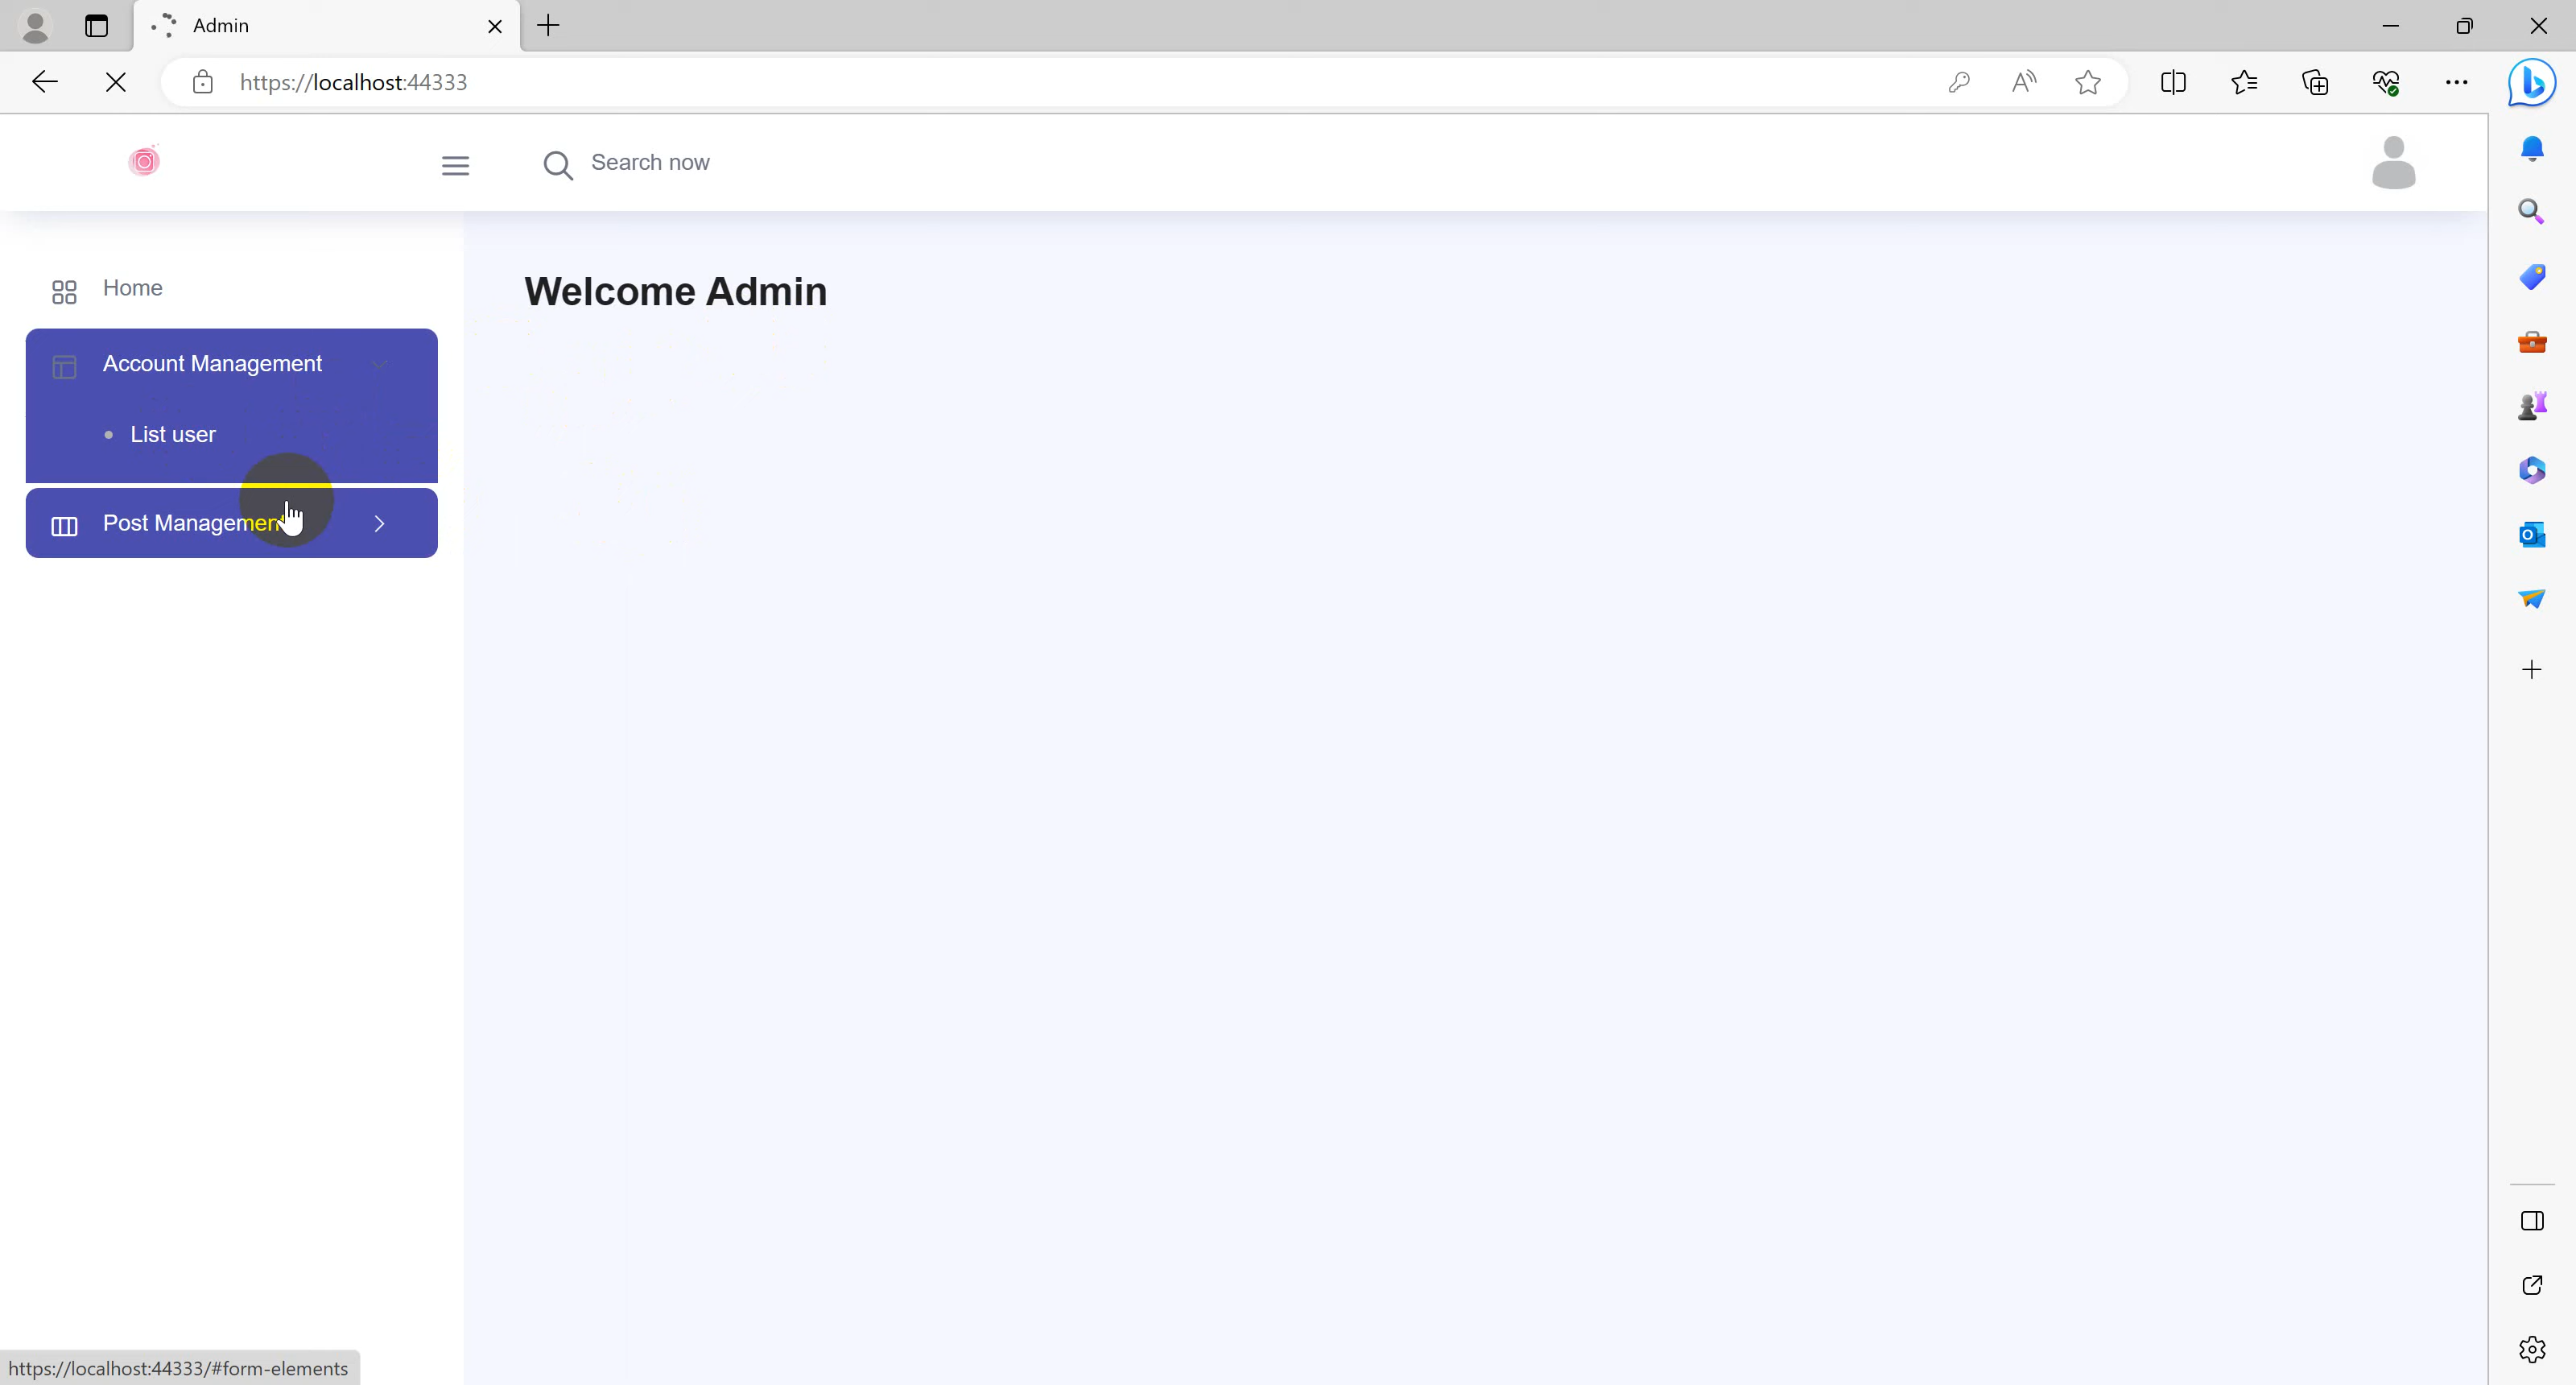 Admin
https://localhost:44333
Search now
Home
Welcome Admin
Account Management
List user
Post Management
https://localhost:44333/#form-elements